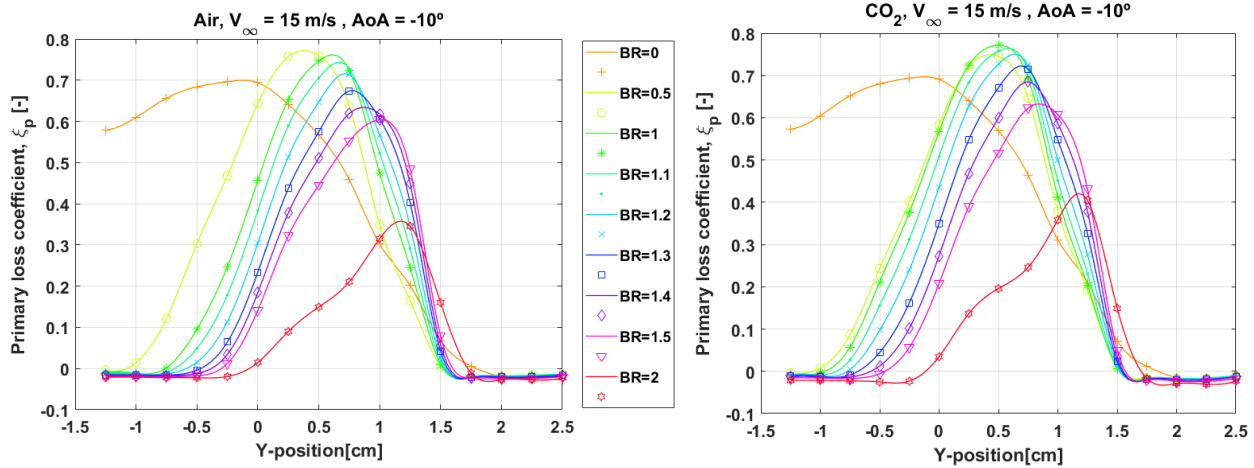 Air, V∞ = 15 m/s , AoA = -10º
Primary loss coefficient, ξp [-]
0.8
0.7
0.6
0.5
0.4
0.3
0.2
0.1
0
-0.1
-1.5 -1 -0.5 0 0.5 1 1.5 2 2.5
Y-position[cm]
BR=0
BR=0.5
BR=1
BR=1.1
BR=1.2
BR=1.3
BR=1.4
BR=1.5
BR=2
CO2, V∞ = 15 m/s , AoA = -10º
Primary loss coefficient, ξp [-]
0.8
0.7
0.6
0.5
0.4
0.3
0.2
0.1
0
-0.1
-1.5 -1 -0.5 0 0.5 1 1.5 2 2.5
Y-position[cm]